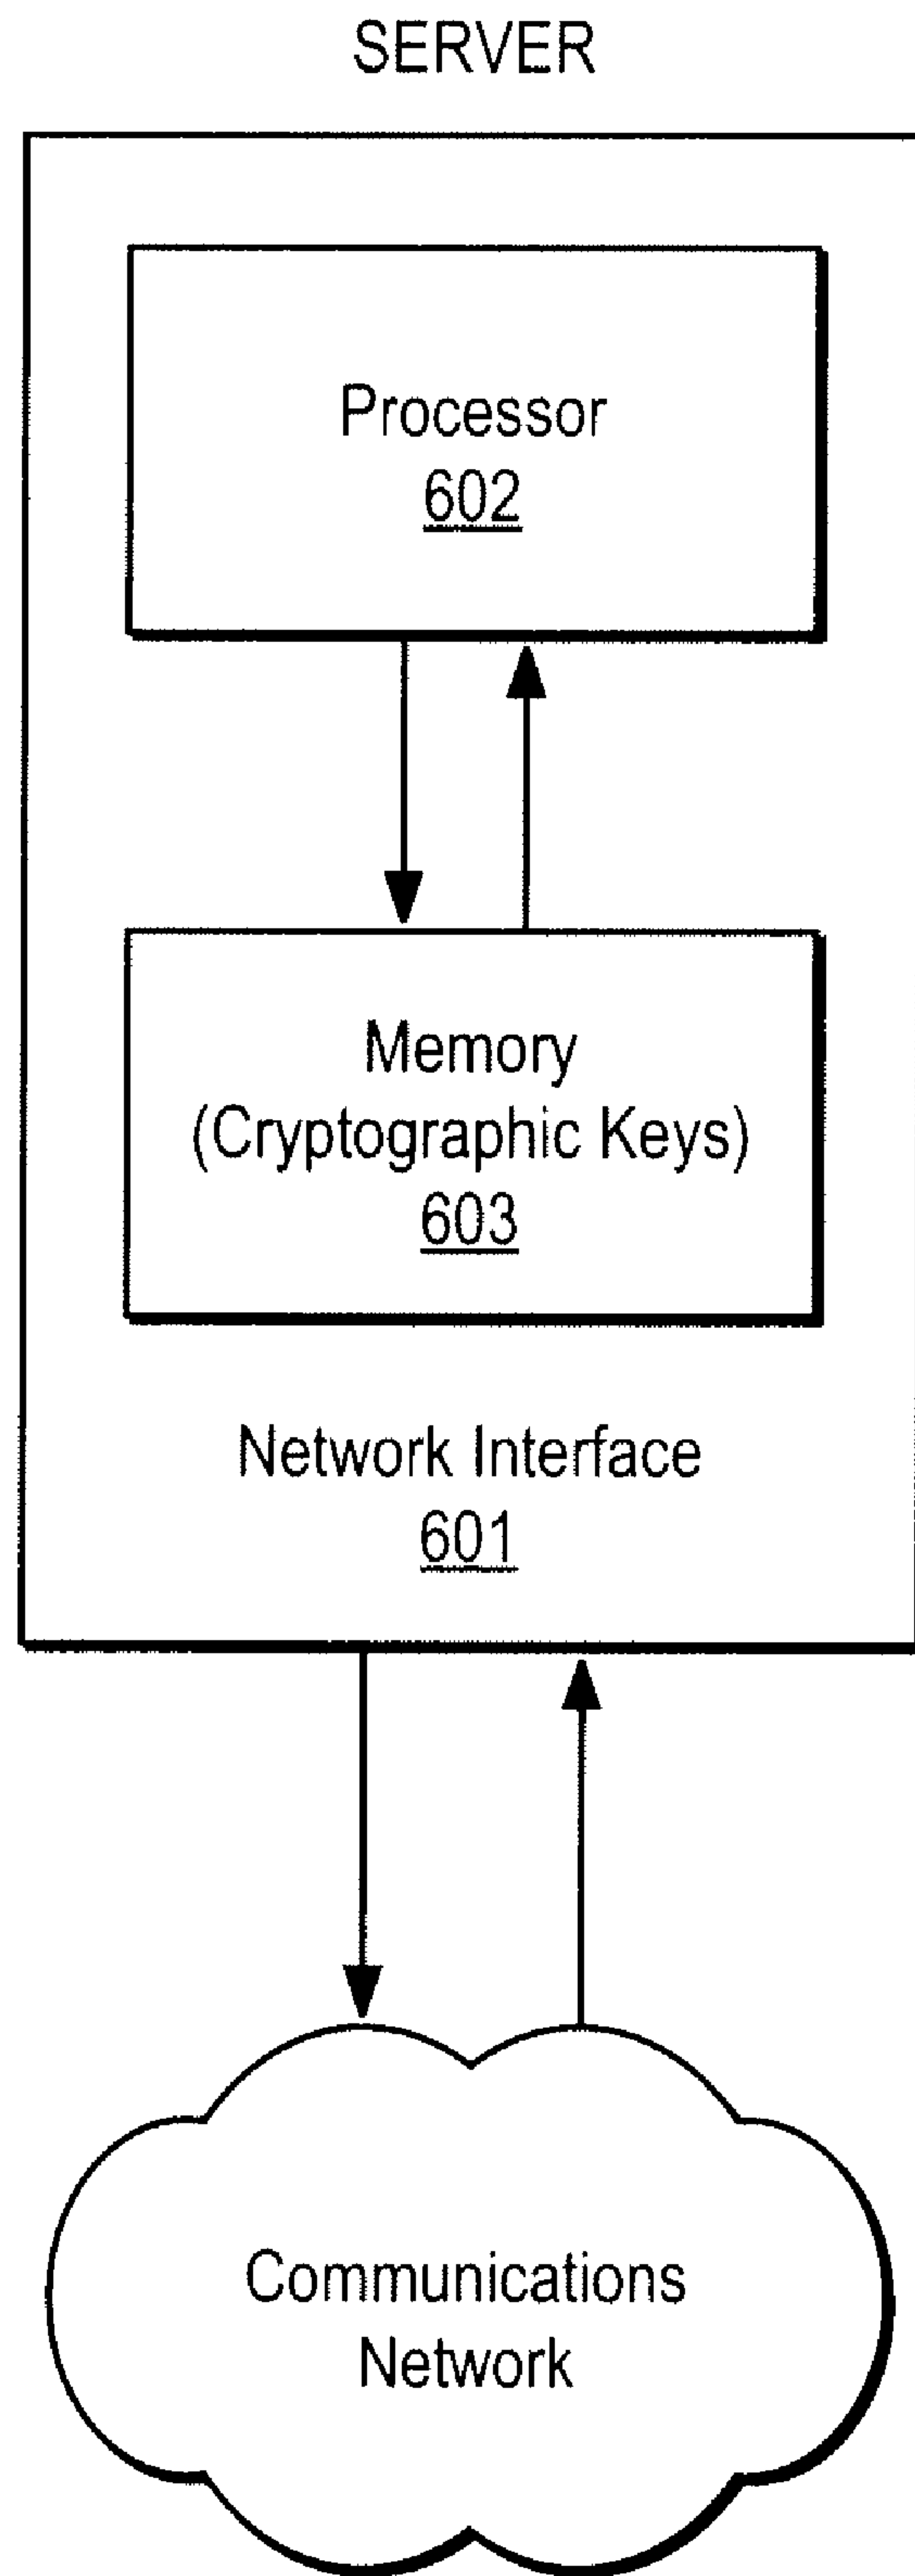 SERVER
Processor
602
Memory
(Cryptographic Keys)
603
Network Interface
601
Communications
Network